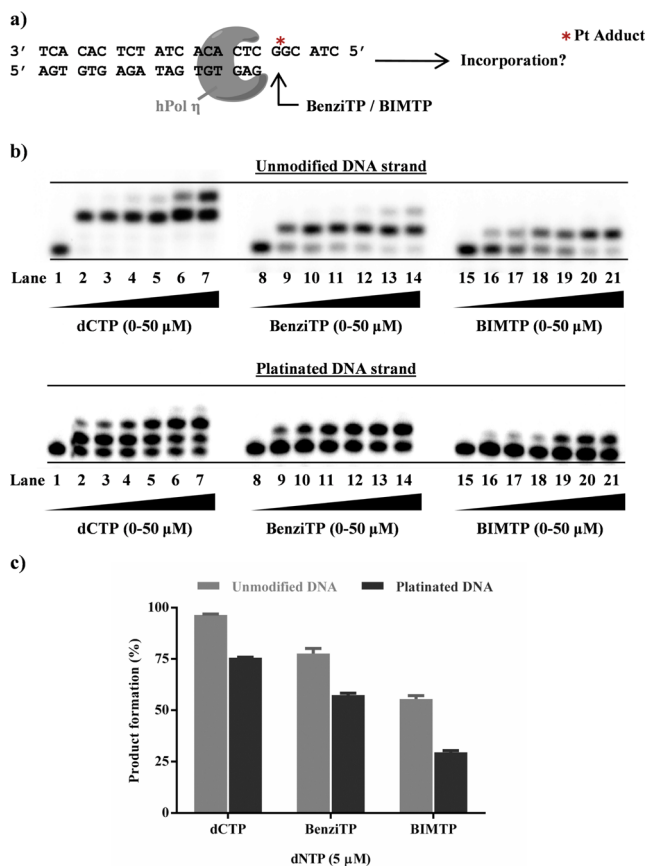 a)
* Pt Adduct
*
3’ TCA CAC TCT ATC ACA CTC GGC ATC 5’
5’ AGT GTG AGA TAG TGT GAG
Incorporation?
hPol η
BenziTP / BIMTP
b)
Unmodified DNA strand
Lane 1 2 3 4 5 6 7 8 9 10 11 12 13 14 15 16 17 18 19 20 21
dCTP (0-50 µM) BenziTP (0-50 µM) BIMTP (0-50 µM)
Platinated DNA strand
Lane 1 2 3 4 5 6 7 8 9 10 11 12 13 14 15 16 17 18 19 20 21
dCTP (0-50 µM) BenziTP (0-50 µM) BIMTP (0-50 µM)
c)
Unmodified DNA Platinated DNA
Product formation (%)
100
75
50
25
0
dCTP BenziTP BIMTP
dNTP (5 µM)